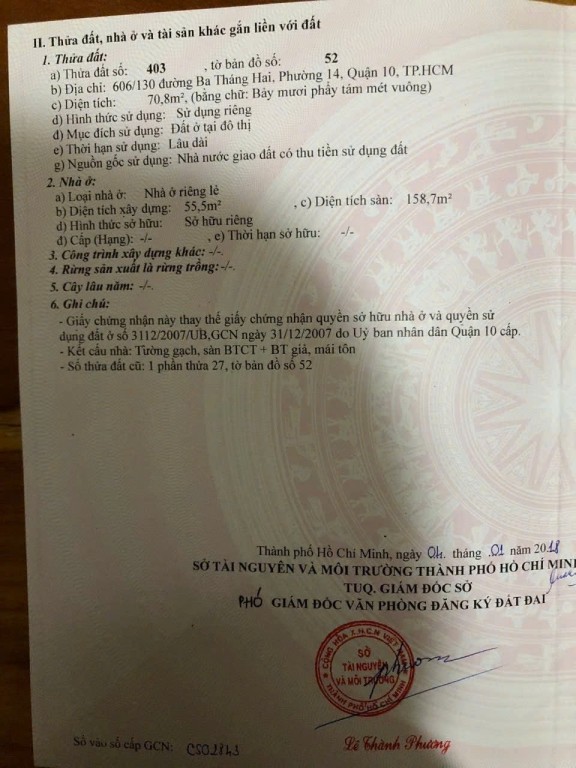 II. Thửa đất, nhà ở và tài sản khác gắn liền với đất
1. Thửa đất:
a) Thửa đất số: 403 , tờ bản đồ số: 52
b) Địa chỉ: 606/130 đường Ba Tháng Hai, Phường 14, Quận 10, TP.HCM
c) Diện tích: 70,8m², (bằng chữ: Bảy mươi phẩy tám mét vuông)
d) Hình thức sử dụng: Sử dụng riêng
đ) Mục đích sử dụng: Đất ở tại đô thị
e) Thời hạn sử dụng: Lâu dài
g) Nguồn gốc sử dụng: Nhà nước giao đất có thu tiền sử dụng đất
2. Nhà ở:
a) Loại nhà ở: Nhà ở riêng lẻ
b) Diện tích xây dựng: 55,5m² , c) Diện tích sàn: 158,7m²
d) Hình thức sở hữu: Sở hữu riêng
đ) Cấp (Hạng): -/- , e) Thời hạn sở hữu: -/-
3. Công trình xây dựng khác: -/-.
4. Rừng sản xuất là rừng trồng: -/-.
5. Cây lâu năm: -/-.
6. Ghi chú:
- Giấy chứng nhận này thay thế giấy chứng nhận quyền sở hữu nhà ở và quyền sử
dụng đất ở số 3112/2007/UB,GCN ngày 31/12/2007 do Uỷ ban nhân dân Quận 10 cấp.
- Kết cấu nhà: Tường gạch, sàn BTCT + BT giả, mái tôn
- Số thửa đất cũ: 1 phần thửa 27, tờ bản đồ số 52
Thành phố Hồ Chí Minh, ngày 04 tháng 01 năm 2018
SỞ TÀI NGUYÊN VÀ MÔI TRƯỜNG THÀNH PHỐ HỒ CHÍ MINH
TUQ. GIÁM ĐỐC SỞ
PHÓ GIÁM ĐỐC VĂN PHÒNG ĐĂNG KÝ ĐẤT ĐAI
CỘNG HÒA X.H.C.N VIỆT NAM
SỞ
TÀI NGUYÊN
VÀ MÔI TRƯỜNG
THÀNH PHỐ HỒ CHÍ MINH
Số vào sổ cấp GCN: CS02843
Lê Thành Phương